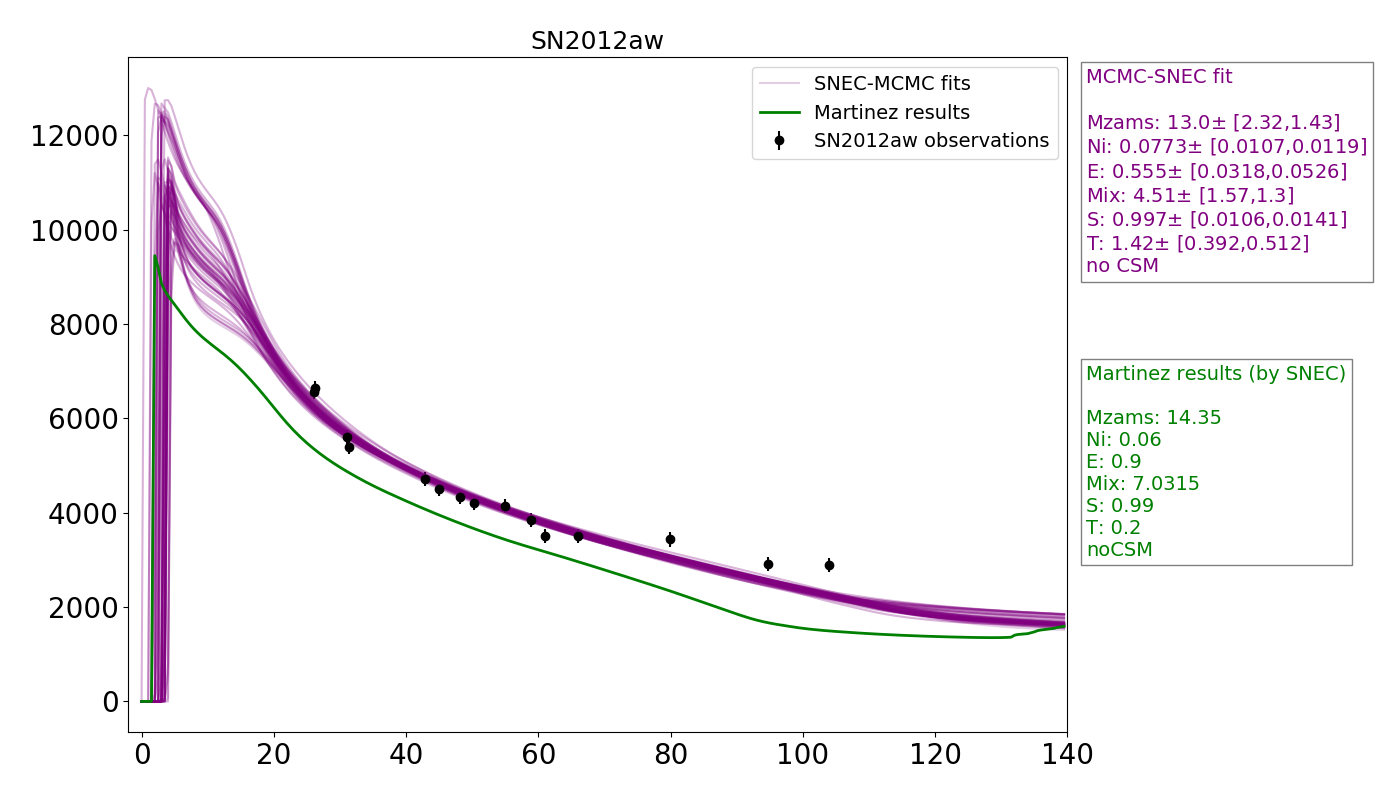 SN2012aw
SNEC-MCMC fits
Martinez results
SN2012aw observations
12000
10000
8000
6000
4000
2000
0
0 20 40 60 80 100 120 140
MCMC-SNEC fit
Mzams: 13.0± [2.32,1.43]
Ni: 0.0773± [0.0107,0.0119]
E: 0.555± [0.0318,0.0526]
Mix: 4.51± [1.57,1.3]
S: 0.997± [0.0106,0.0141]
T: 1.42± [0.392,0.512]
no CSM
Martinez results (by SNEC)
Mzams: 14.35
Ni: 0.06
E: 0.9
Mix: 7.0315
S: 0.99
T: 0.2
noCSM